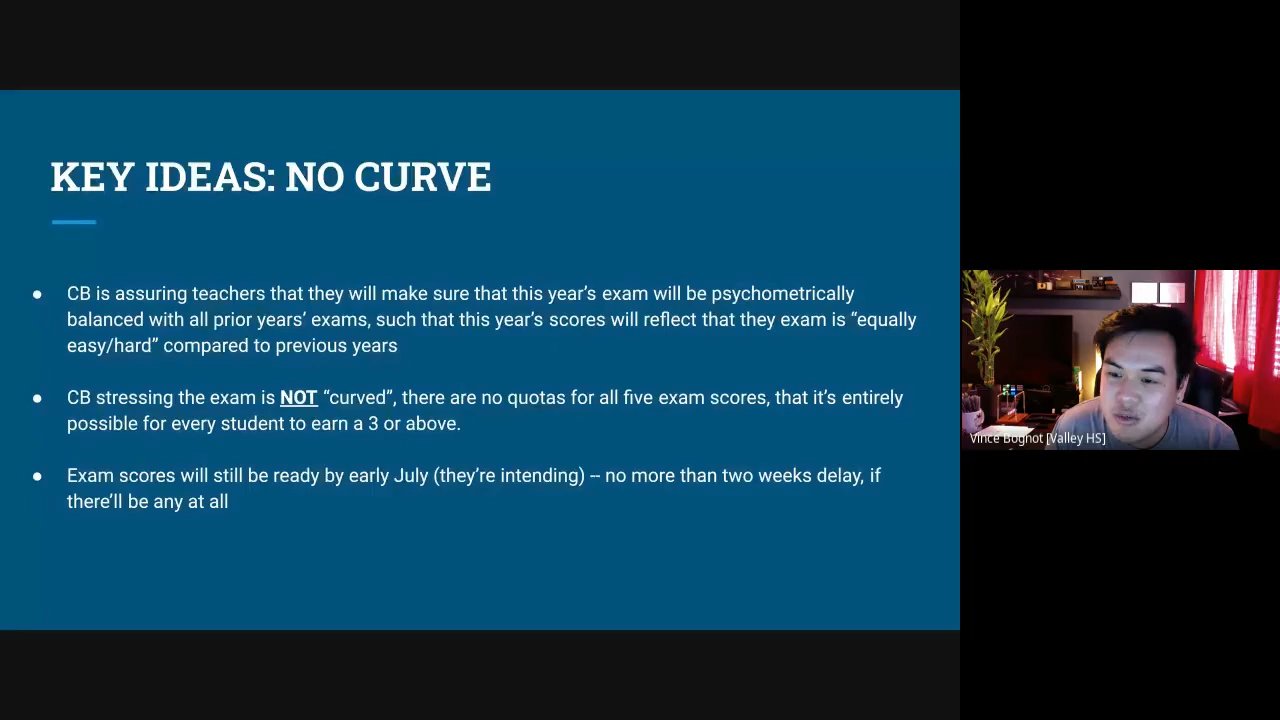 KEY IDEAS: NO CURVE
● CB is assuring teachers that they will make sure that this year’s exam will be psychometrically
balanced with all prior years’ exams, such that this year’s scores will reflect that they exam is “equally
easy/hard” compared to previous years
● CB stressing the exam is NOT “curved”, there are no quotas for all five exam scores, that it’s entirely
possible for every student to earn a 3 or above.
● Exam scores will still be ready by early July (they’re intending) -- no more than two weeks delay, if
there’ll be any at all
Vince Bognot [Valley HS]